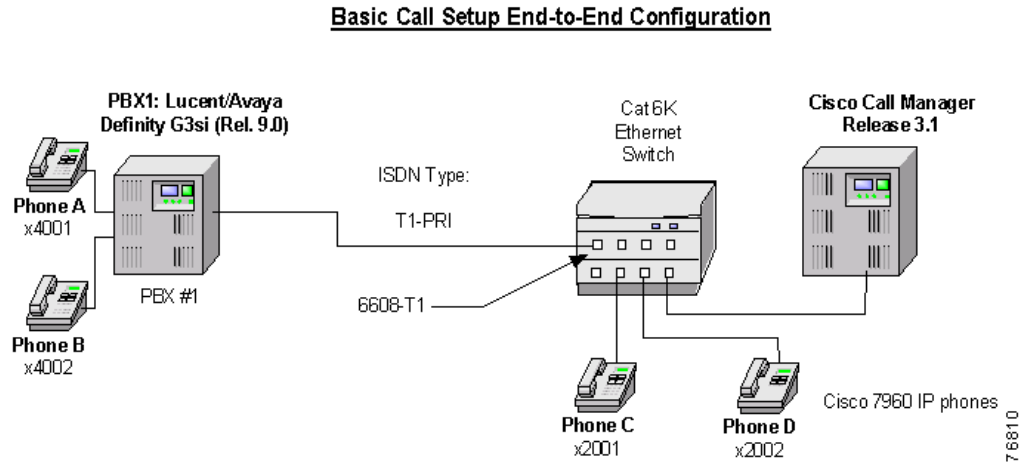 Basic Call Setup End-to-End Configuration
PBX1: Lucent/Avaya
Definity G3si (Rel. 9.0)
Cat 6K
Ethernet
Switch
Cisco Call Manager
Release 3.1
ISDN Type:
T1-PRI
Phone A
x4001
PBX #1
6608-T1
Phone B
x4002
Phone C
x2001
Phone D
x2002
Cisco 7960 IP phones
76810